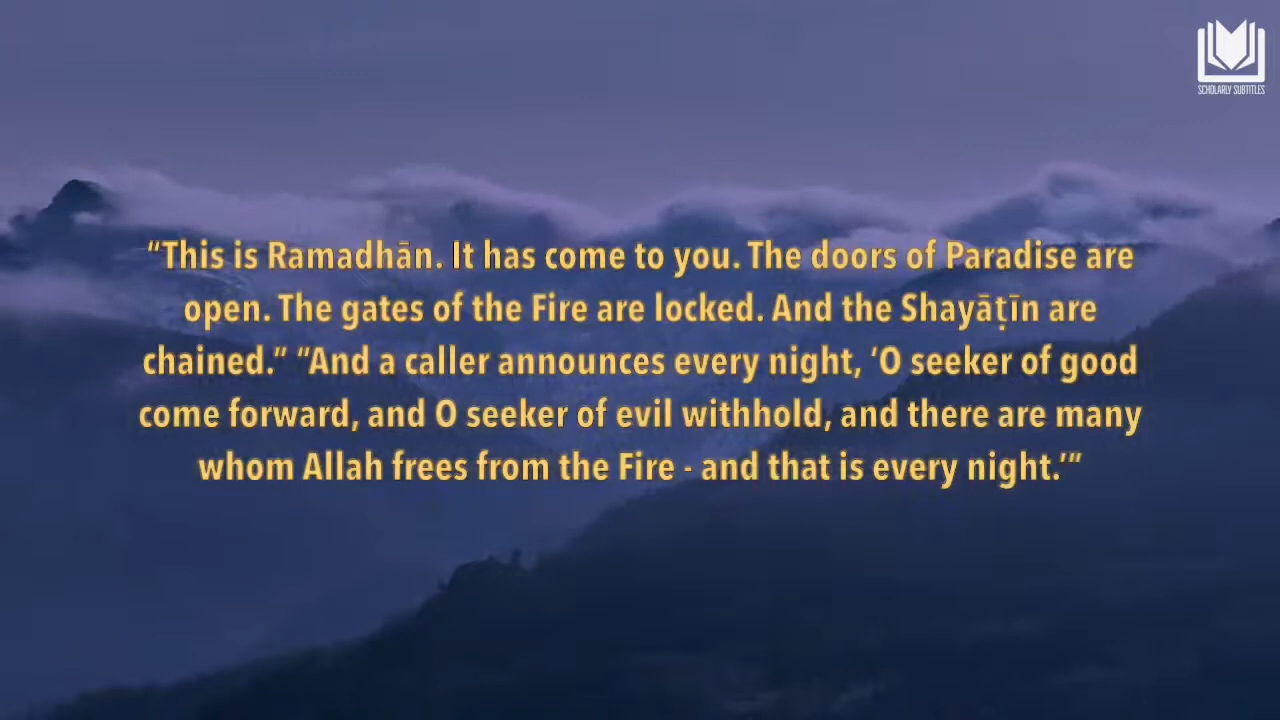 SCHOLARLY SUBTITLES
“This is Ramadhān. It has come to you. The doors of Paradise are
open. The gates of the Fire are locked. And the Shayāṭīn are
chained.” “And a caller announces every night, ‘O seeker of good
come forward, and O seeker of evil withhold, and there are many
whom Allah frees from the Fire - and that is every night.’”